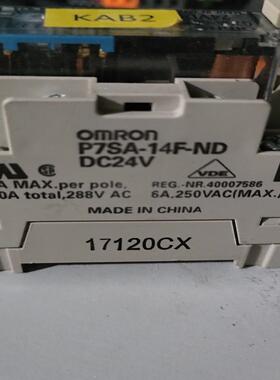 KAB2
OMRON
P7SA-14F-ND
DC24V
A MAX.per pole,
0A total,288V AC
VDE
REG.-NR.40007586
6A,250VAC(MAX.)
MADE IN CHINA
17120CX